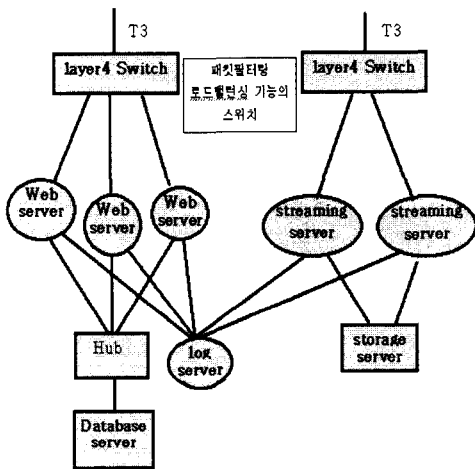 T3
T3
layer4 Switch
패킷필터링
로드밸런싱 기능의
스위치
layer4 Switch
Web
server
Web
server
Web
server
streaming
server
streaming
server
Hub
log
server
storage
server
Database
server